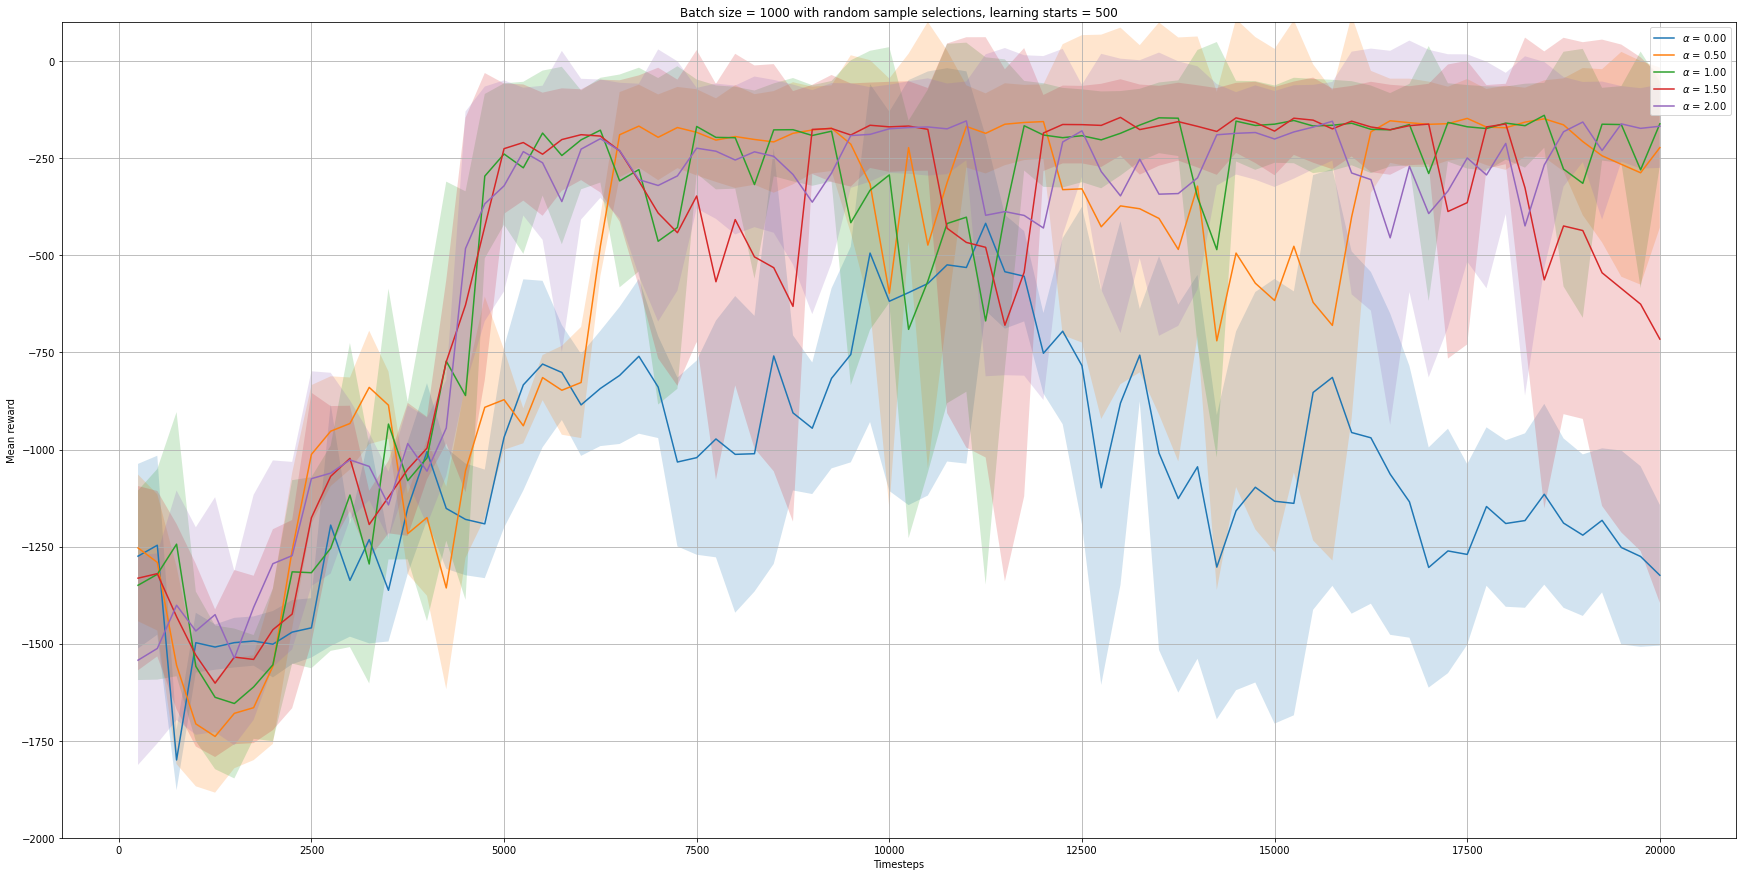 Batch size = 1000 with random sample selections, learning starts = 500
α = 0.00
α = 0.50
α = 1.00
α = 1.50
α = 2.00
Mean reward
0
−250
−500
−750
−1000
−1250
−1500
−1750
−2000
0 2500 5000 7500 10000 12500 15000 17500 20000
Timesteps